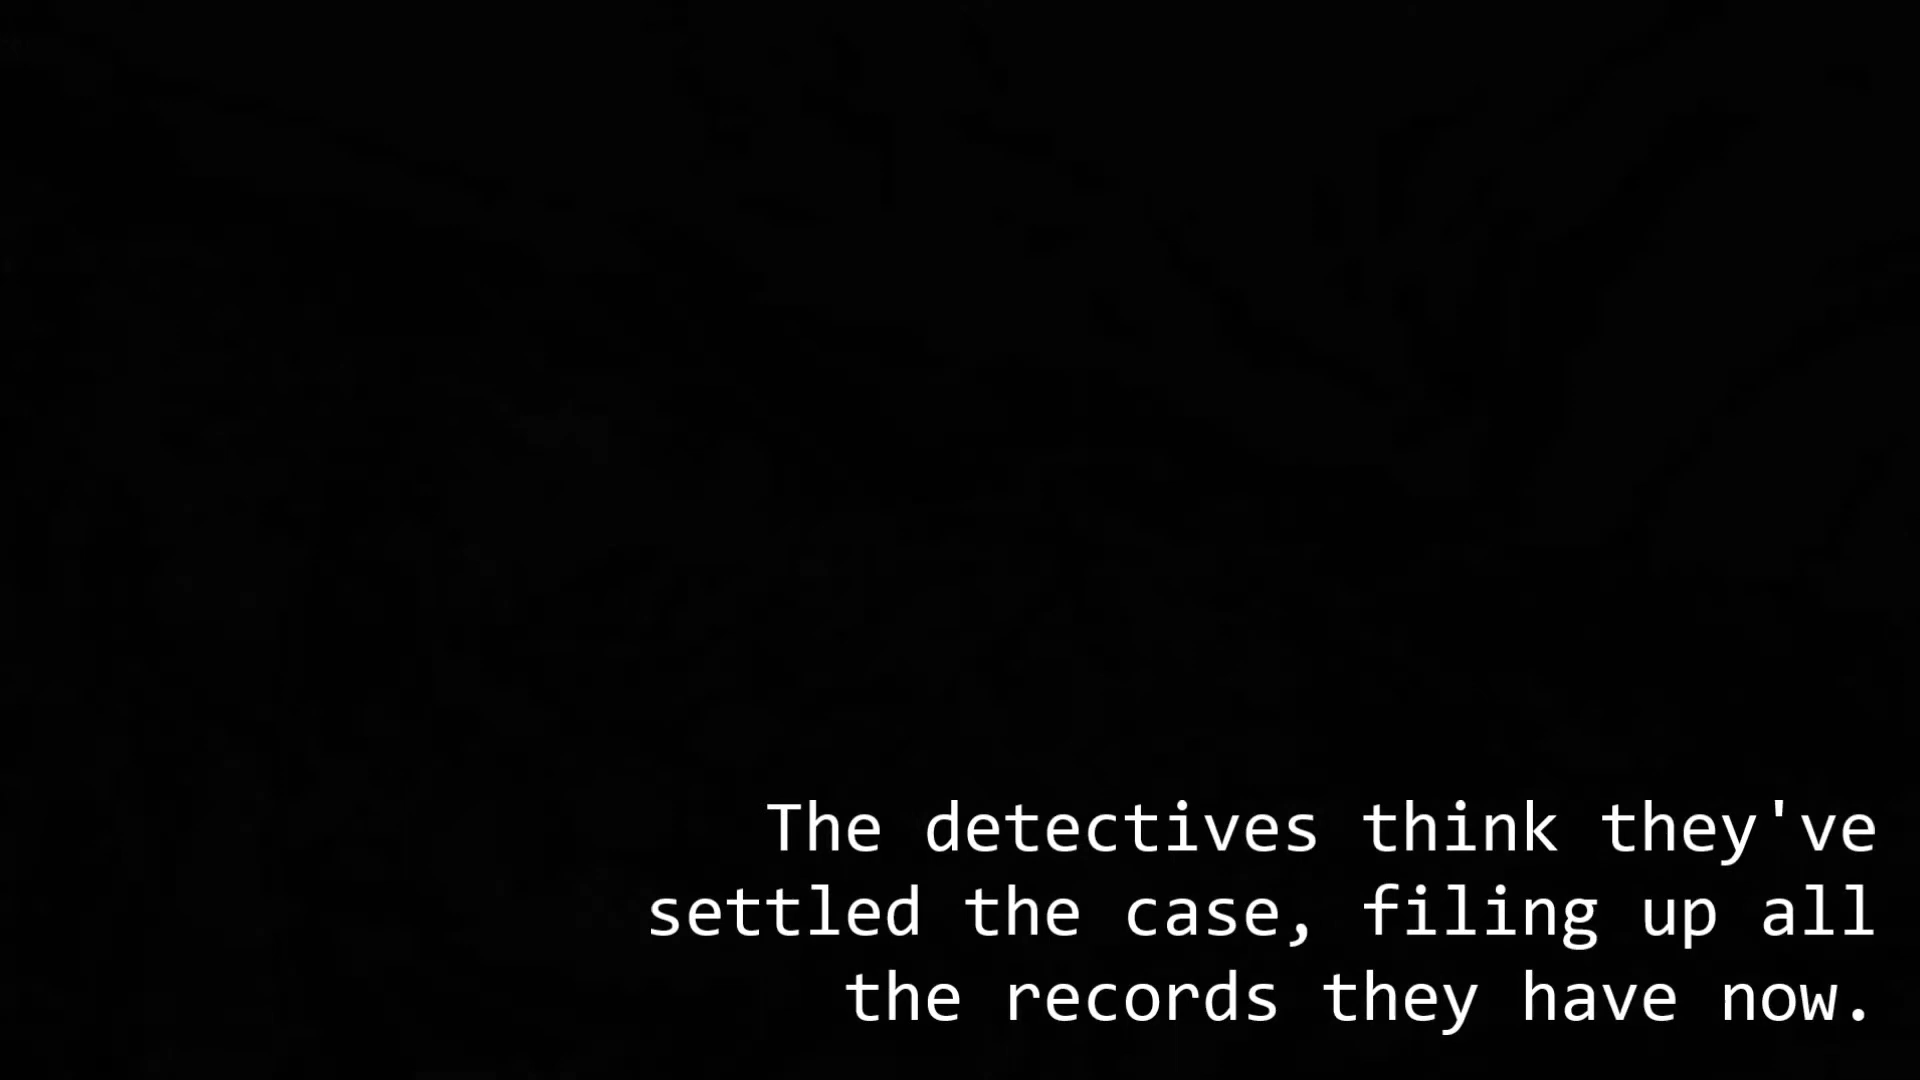 The detectives think they've
settled the case, filing up all
the records they have now.